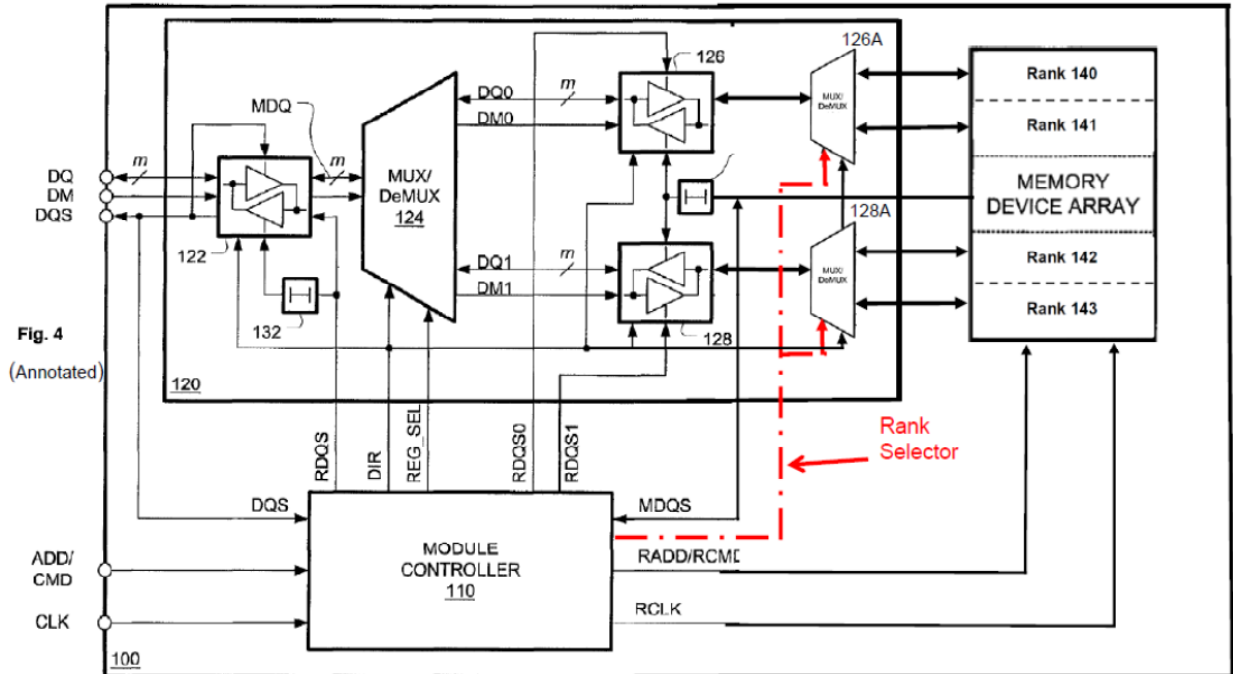 126A
126
Rank 140
MUX/
DeMUX
DQ0
m
MDQ
DM0
Rank 141
m
m
DQ
DM
DQS
MUX/
DeMUX
124
MEMORY
DEVICE ARRAY
128A
122
DQ1
m
MUX/
DeMUX
Rank 142
DM1
132
128
Rank 143
Fig. 4
(Annotated)
120
RDQS
DIR
REG_SEL
RDQS0
RDQS1
Rank
Selector
DQS
MDQS
ADD/
CMD
MODULE
CONTROLLER
110
RADD/RCMD
CLK
RCLK
100